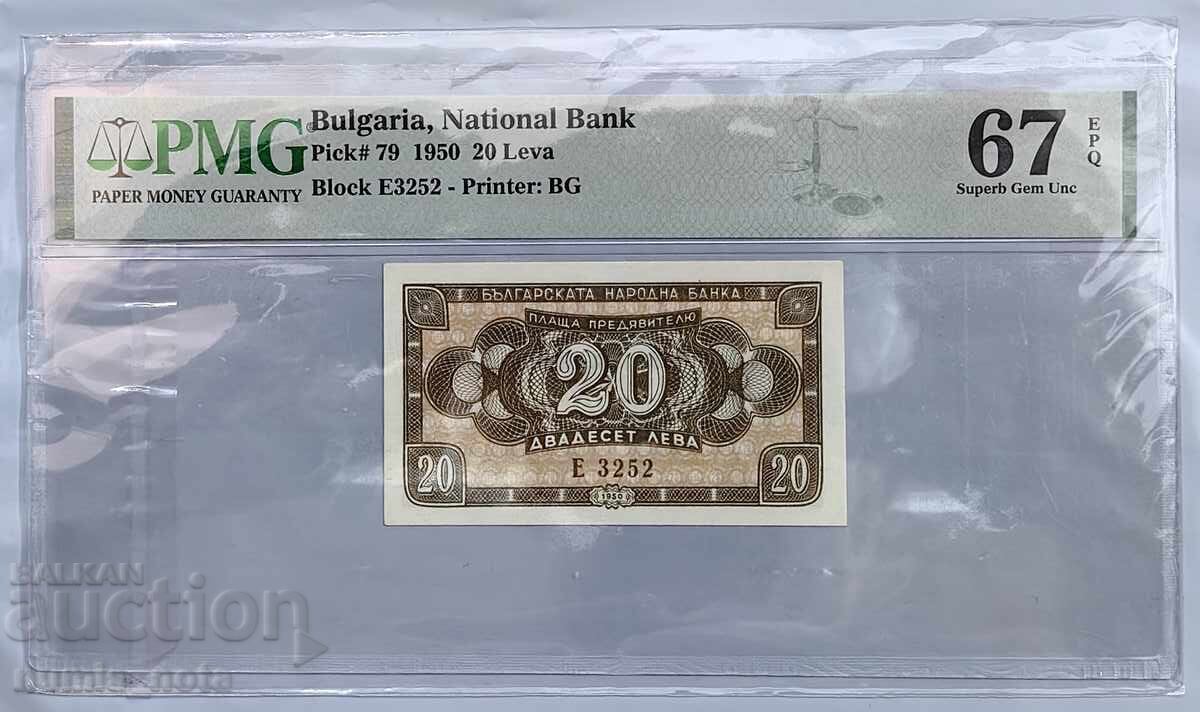 PMG
PAPER MONEY GUARANTY
Bulgaria, National Bank
Pick# 79 1950 20 Leva
Block E3252 - Printer: BG
67 EPQ
Superb Gem Unc
БЪЛГАРСКАТА НАРОДНА БАНКА
ПЛАЩА ПРЕДЯВИТЕЛЮ
20
ДВАДЕСЕТ ЛЕВА
Е 3252
20
20
1950
BALKAN
auction
numis_nota